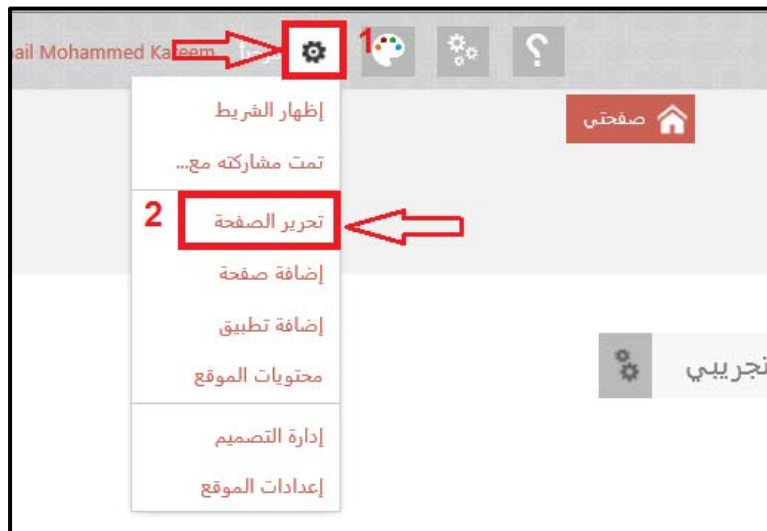 1
Mohammed Kareem
صفحتي
إظهار الشريط
تمت مشاركته مع...
2
تحرير الصفحة
إضافة صفحة
إضافة تطبيق
محتويات الموقع
تجريبي
إدارة التصميم
إعدادات الموقع